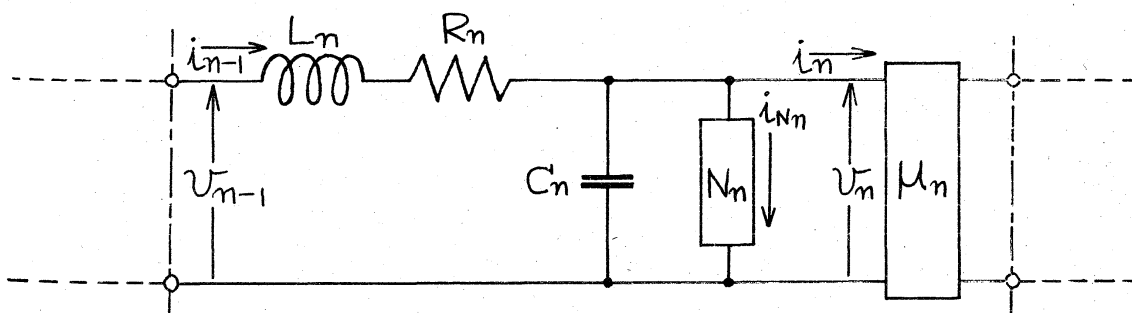 i_{n-1} L_n R_n
i_n
i_{Nn}
v_{n-1} C_n N_n v_n μ_n